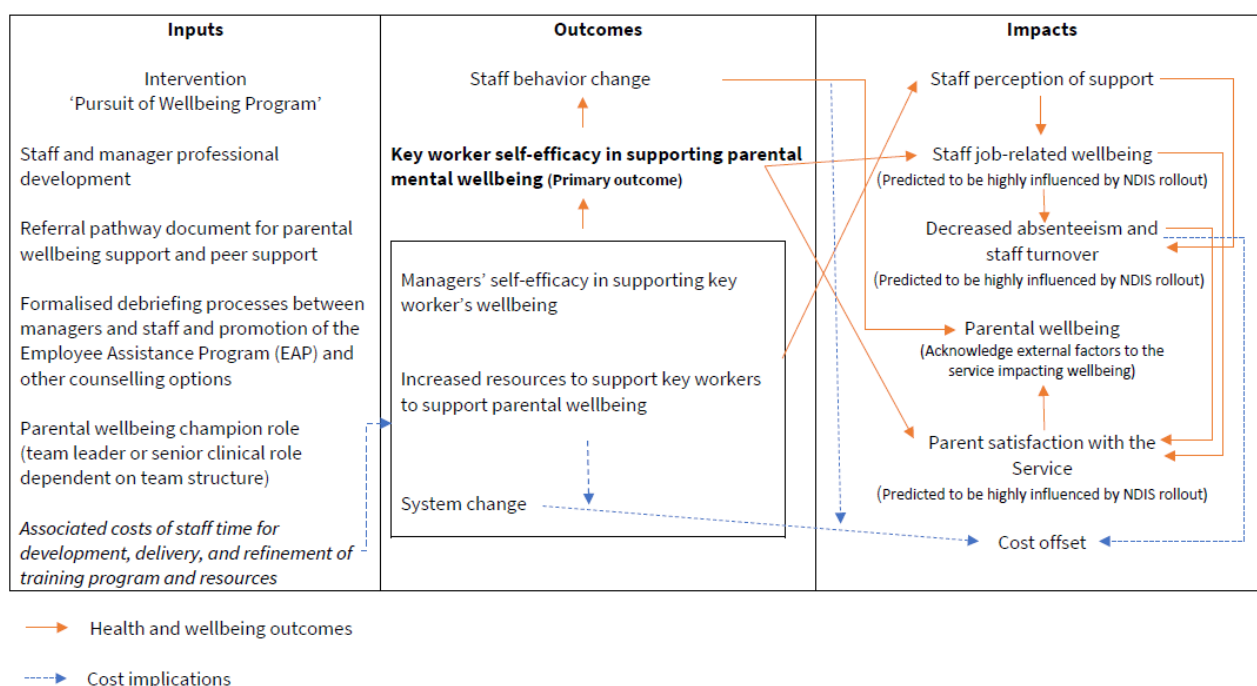 Inputs
Intervention
‘Pursuit of Wellbeing Program’
Staff and manager professional
development
Referral pathway document for parental
wellbeing support and peer support
Formalised debriefing processes between
managers and staff and promotion of the
Employee Assistance Program (EAP) and
other counselling options
Parental wellbeing champion role
(team leader or senior clinical role
dependent on team structure)
Associated costs of staff time for
development, delivery, and refinement of
training program and resources
Outcomes
Staff behavior change
Key worker self-efficacy in supporting parental
mental wellbeing (Primary outcome)
Managers’ self-efficacy in supporting key
worker’s wellbeing
Increased resources to support key workers
to support parental wellbeing
System change
Impacts
Staff perception of support
Staff job-related wellbeing
(Predicted to be highly influenced by NDIS rollout)
Decreased absenteeism and
staff turnover
(Predicted to be highly influenced by NDIS rollout)
Parental wellbeing
(Acknowledge external factors to the
service impacting wellbeing)
Parent satisfaction with the
Service
(Predicted to be highly influenced by NDIS rollout)
Cost offset
Health and wellbeing outcomes
Cost implications